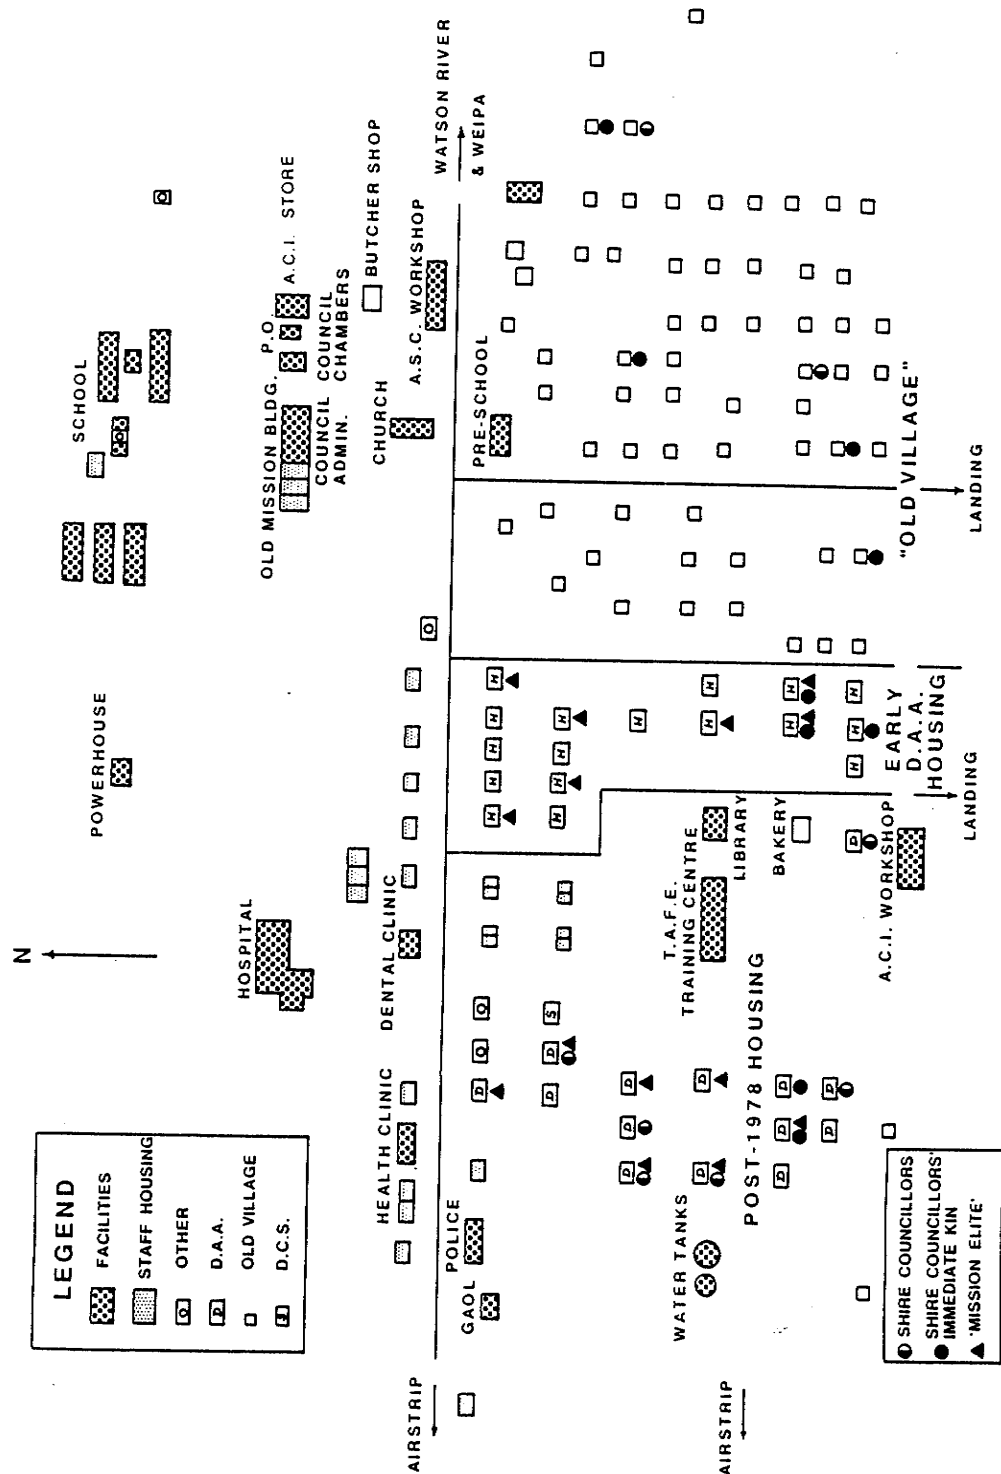 N
SCHOOL
POWERHOUSE
HOSPITAL
OLD MISSION BLDG.
P.O.
A.C.I. STORE
COUNCIL
ADMIN.
COUNCIL
CHAMBERS
BUTCHER SHOP
CHURCH
A.S.C. WORKSHOP
DENTAL CLINIC
HEALTH CLINIC
WATSON RIVER
& WEIPA
AIRSTRIP
GAOL
POLICE
PRE-SCHOOL
WATER TANKS
T.A.F.E.
TRAINING CENTRE
LIBRARY
BAKERY
POST-1978 HOUSING
A.C.I. WORKSHOP
EARLY
D.A.A.
HOUSING
"OLD VILLAGE"
LANDING
LANDING
AIRSTRIP
LEGEND
FACILITIES
STAFF HOUSING
O OTHER
D D.A.A.
OLD VILLAGE
D.C.S.
SHIRE COUNCILLORS
SHIRE COUNCILLORS'
IMMEDIATE KIN
'MISSION ELITE'